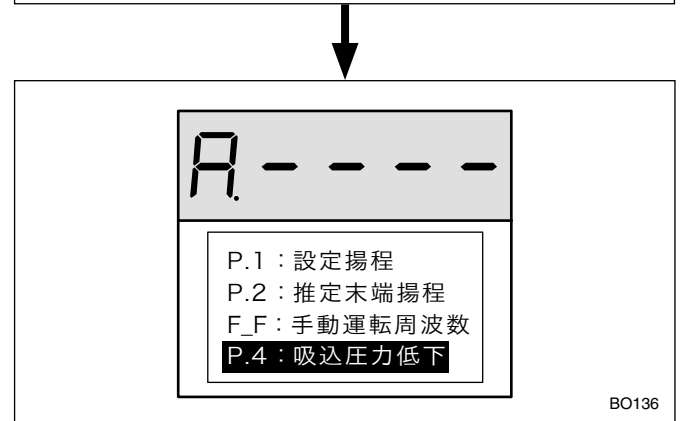 A.----
P.1：設定揚程
P.2：推定末端揚程
F_F：手動運転周波数
P.4：吸込圧力低下
BO136